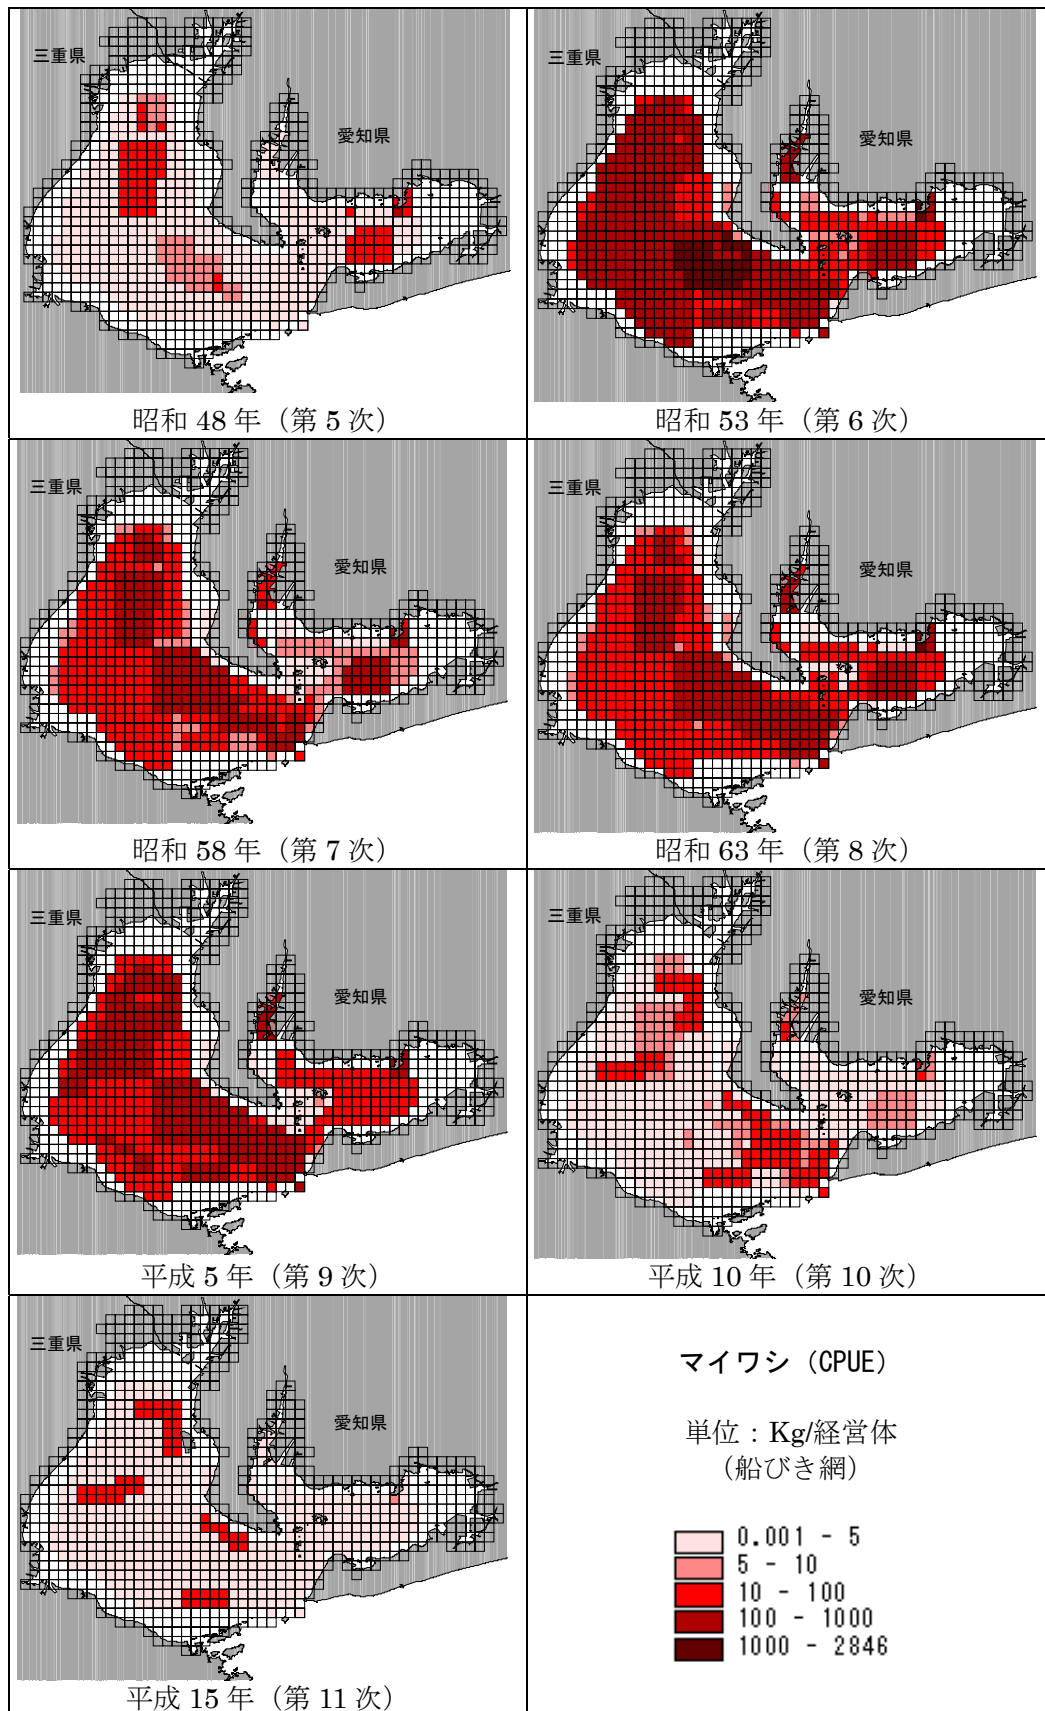 三重県
愛知県
昭和 48 年（第 5 次）
三重県
愛知県
昭和 53 年（第 6 次）
三重県
愛知県
昭和 58 年（第 7 次）
三重県
愛知県
昭和 63 年（第 8 次）
三重県
愛知県
平成 5 年（第 9 次）
三重県
愛知県
平成 10 年（第 10 次）
三重県
愛知県
平成 15 年（第 11 次）
マイワシ（CPUE）
単位：Kg/経営体
（船びき網）
0.001 - 5
5 - 10
10 - 100
100 - 1000
1000 - 2846